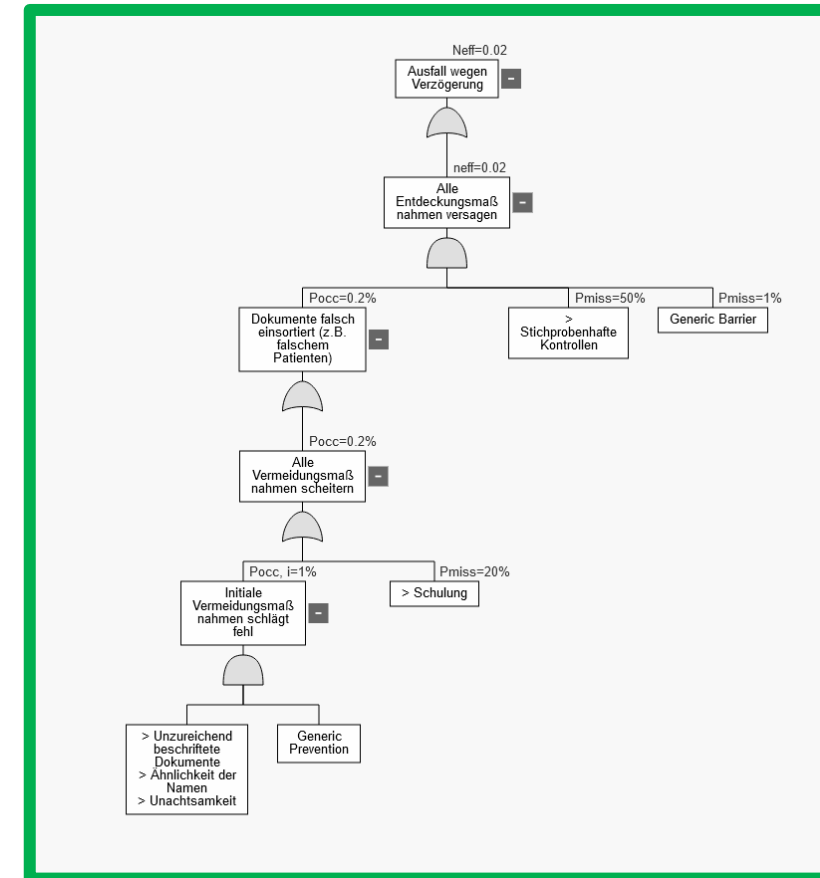 Neff=0.02
Ausfall wegen
Verzögerung
-
neff=0.02
Alle
Entdeckungsmaß
nahmen versagen
-
Pocc=0.2%
Dokumente falsch
einsortiert (z.B.
falschem
Patienten)
-
Pmiss=50%
>
Stichprobenhafte
Kontrollen
Pmiss=1%
Generic Barrier
Pocc=0.2%
Alle
Vermeidungsmaß
nahmen scheitern
-
Pocc, i=1%
Initiale
Vermeidungsmaß
nahmen schlägt
fehl
-
Pmiss=20%
> Schulung
> Unzureichend
beschriftete
Dokumente
> Ähnlichkeit der
Namen
> Unachtsamkeit
Generic
Prevention